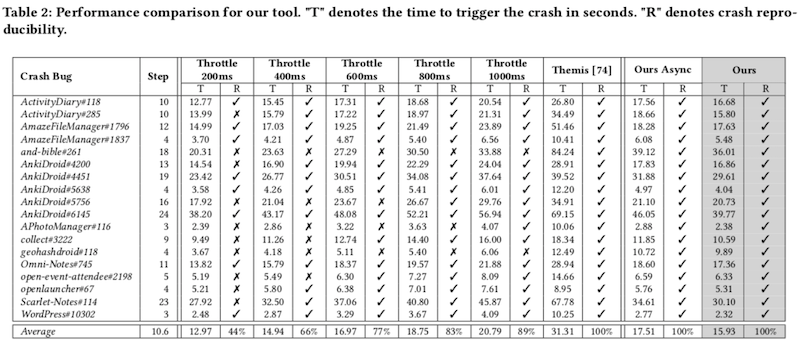 Table 2: Performance comparison for our tool. "T" denotes the time to trigger the crash in seconds. "R" denotes crash repro-
ducibility.
Crash Bug Step Throttle 200ms Throttle 400ms Throttle 600ms Throttle 800ms Throttle 1000ms Themis [74] Ours Async Ours
T R T R T R T R T R T R T R T R
ActivityDiary#118 10 12.77 ✓ 15.45 ✓ 17.31 ✓ 18.68 ✓ 20.54 ✓ 26.80 ✓ 17.56 ✓ 16.68 ✓
ActivityDiary#285 10 13.99 ✗ 15.79 ✓ 17.22 ✓ 18.97 ✓ 21.31 ✓ 34.49 ✓ 18.66 ✓ 15.80 ✓
AmazeFileManager#1796 12 14.99 ✓ 17.03 ✓ 19.25 ✓ 21.49 ✓ 23.89 ✓ 51.46 ✓ 18.28 ✓ 17.63 ✓
AmazeFileManager#1837 4 3.70 ✓ 4.21 ✓ 4.87 ✓ 5.40 ✓ 6.56 ✓ 10.41 ✓ 6.08 ✓ 5.48 ✓
and-bible#261 18 20.31 ✗ 23.63 ✗ 27.29 ✗ 30.50 ✗ 33.88 ✗ 84.24 ✓ 39.12 ✓ 36.01 ✓
AnkiDroid#4200 13 14.54 ✗ 16.90 ✓ 19.94 ✓ 22.29 ✓ 24.04 ✓ 28.91 ✓ 17.83 ✓ 16.86 ✓
AnkiDroid#4451 19 23.42 ✓ 26.77 ✓ 30.51 ✓ 34.08 ✓ 37.64 ✓ 39.52 ✓ 31.88 ✓ 29.61 ✓
AnkiDroid#5638 4 3.58 ✓ 4.26 ✓ 4.85 ✓ 5.41 ✓ 6.01 ✓ 12.20 ✓ 4.97 ✓ 4.04 ✓
AnkiDroid#5756 16 17.92 ✗ 21.04 ✗ 23.67 ✗ 26.67 ✓ 29.76 ✓ 34.91 ✓ 21.10 ✓ 20.73 ✓
AnkiDroid#6145 24 38.20 ✓ 43.17 ✓ 48.08 ✓ 52.21 ✓ 56.94 ✓ 69.15 ✓ 46.05 ✓ 39.77 ✓
APhotoManager#116 3 2.39 ✗ 2.86 ✗ 3.22 ✗ 3.63 ✗ 4.07 ✓ 10.06 ✓ 2.88 ✓ 2.38 ✓
collect#3222 9 9.49 ✗ 11.26 ✗ 12.74 ✓ 14.40 ✓ 16.00 ✓ 18.34 ✓ 11.85 ✓ 10.59 ✓
geohashdroid#118 4 3.67 ✗ 4.18 ✗ 5.11 ✗ 5.40 ✗ 6.06 ✗ 12.49 ✓ 10.72 ✓ 9.89 ✓
Omni-Notes#745 11 13.82 ✓ 15.79 ✓ 18.37 ✓ 19.57 ✓ 21.88 ✓ 28.94 ✓ 18.60 ✓ 17.36 ✓
open-event-attendee#2198 5 5.19 ✗ 5.49 ✗ 6.30 ✓ 7.27 ✓ 8.09 ✓ 14.66 ✓ 6.59 ✓ 6.33 ✓
openlauncher#67 4 5.21 ✗ 5.80 ✓ 6.38 ✓ 7.01 ✓ 7.61 ✓ 8.95 ✓ 5.76 ✓ 5.31 ✓
Scarlet-Notes#114 23 27.92 ✗ 32.50 ✓ 37.06 ✓ 40.80 ✓ 45.87 ✓ 67.78 ✓ 34.61 ✓ 30.10 ✓
WordPress#10302 3 2.48 ✓ 2.87 ✓ 3.29 ✓ 3.67 ✓ 4.09 ✓ 10.25 ✓ 2.77 ✓ 2.32 ✓
Average 10.6 12.97 44% 14.94 66% 16.97 77% 18.75 83% 20.79 89% 31.31 100% 17.51 100% 15.93 100%